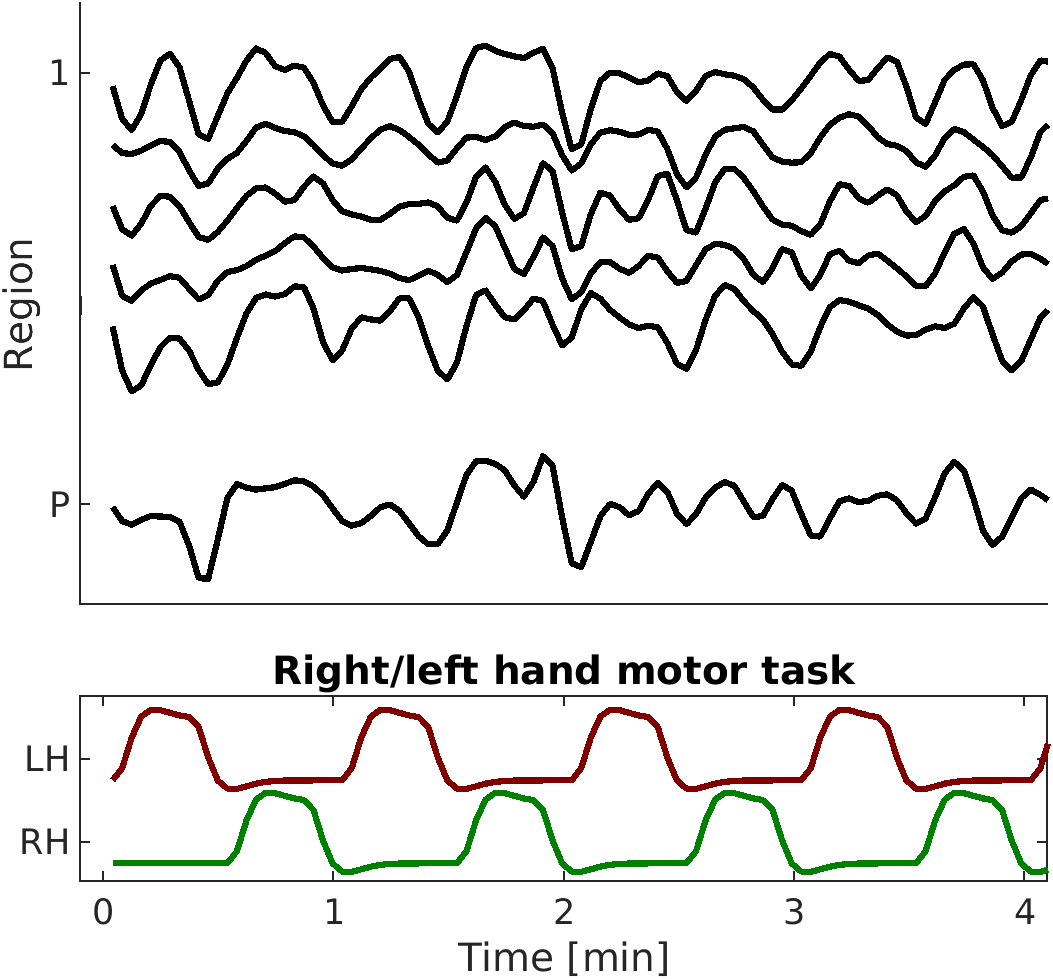 1
Region
P
Right/left hand motor task
LH
RH
0 1 2 3 4
Time [min]